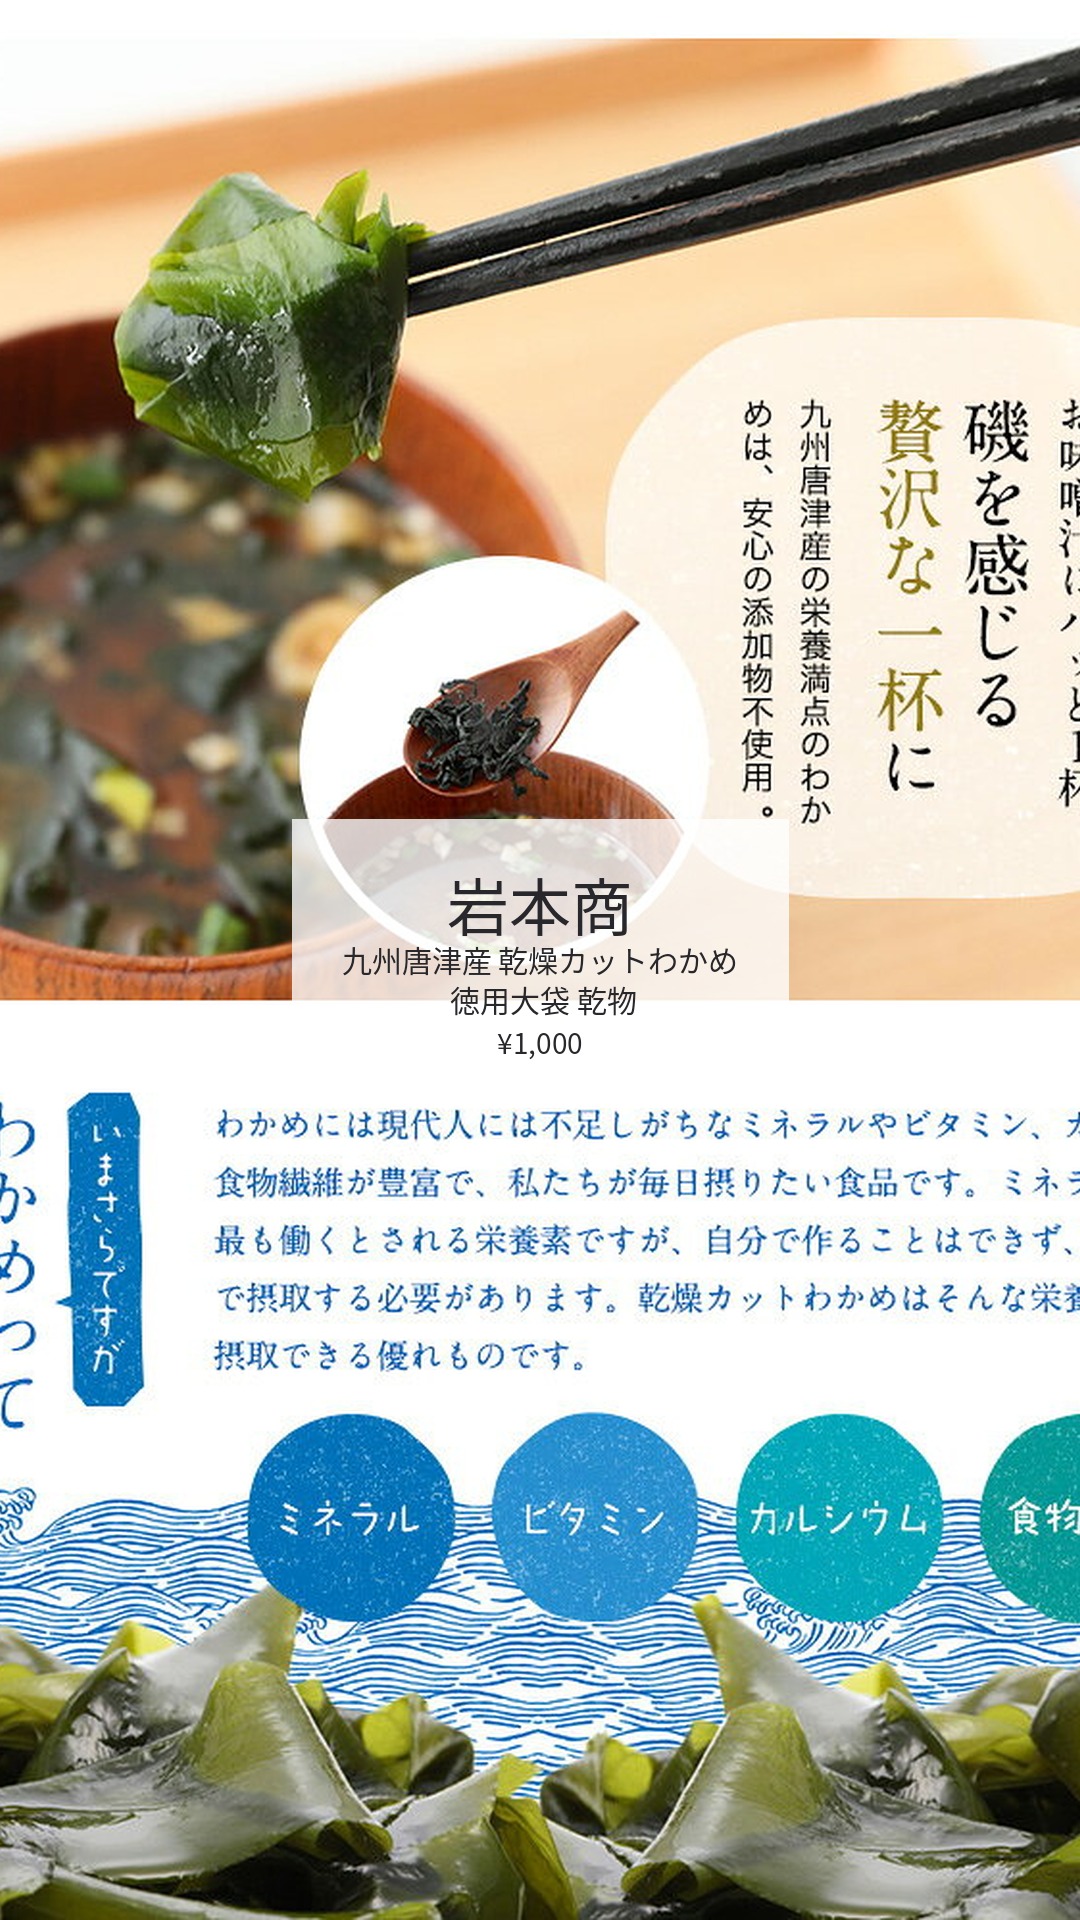 磯を感じる
贅沢な一杯に
九州唐津産の栄養満点のわか
めは、安心の添加物不使用。
岩本商
九州唐津産 乾燥カットわかめ
徳用大袋 乾物
¥1,000
いまさらですが
わかめって
わかめには現代人には不足しがちなミネラルやビタミン、カ
食物繊維が豊富で、私たちが毎日摂りたい食品です。ミネラ
最も働くとされる栄養素ですが、自分で作ることはできず、
で摂取する必要があります。乾燥カットわかめはそんな栄養
摂取できる優れものです。
ミネラル
ビタミン
カルシウム
食物